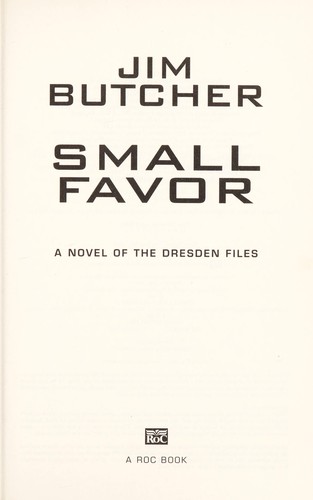 JIM
BUTCHER
SMALL
FAVOR
A NOVEL OF THE DRESDEN FILES
ROC
A ROC BOOK